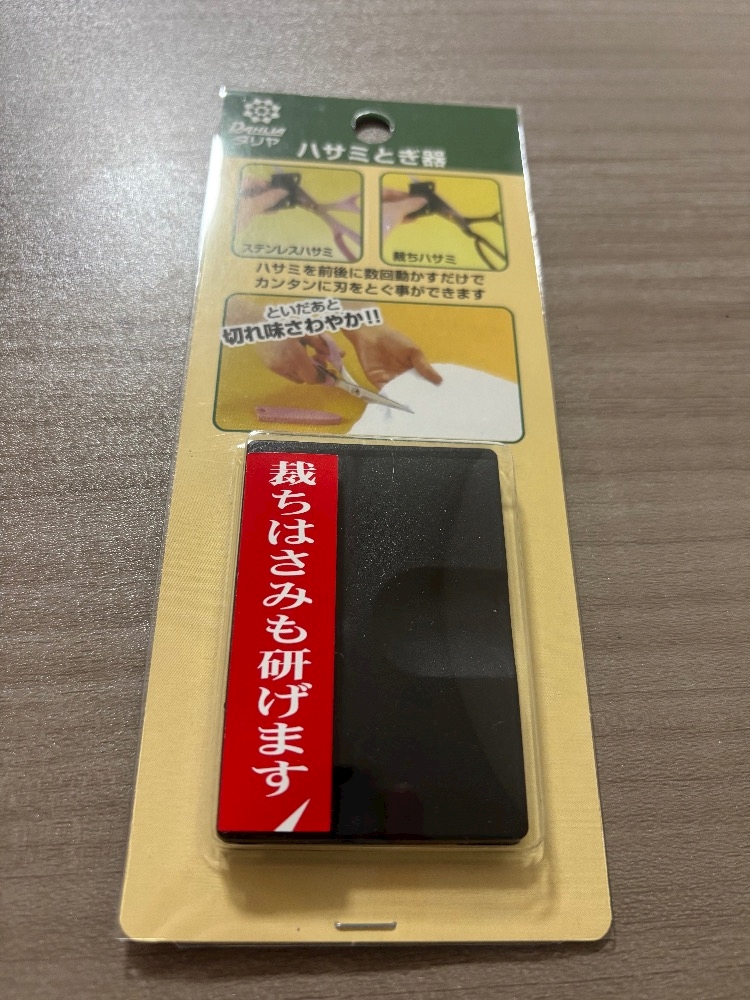 DAHLIA
ダリヤ
ハサミとぎ器
ステンレスハサミ
裁ちハサミ
ハサミを前後に数回動かすだけで
カンタンに刃をとぐ事ができます
といだあと
切れ味さわやか!!
裁ちはさみも研げます